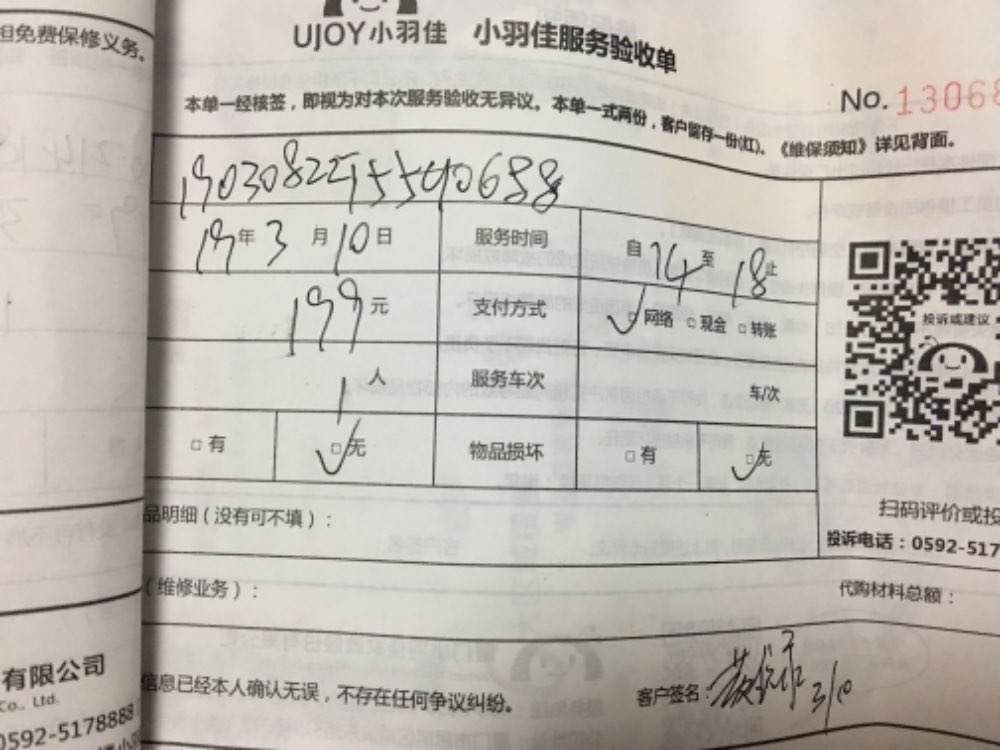 担免费保修义务。
UJOY小羽佳 小羽佳服务验收单
本单一经核签，即视为对本次服务验收无异议。本单一式两份，客户留存一份(红)。《维保须知》详见背面。
No. 13068
19年3月10日 服务时间 自14至18止
199元 支付方式 □网络 □现金 □转账
1人 服务车次 车/次
□有 □无 物品损坏 □有 □无
投诉或建议
品明细（没有可不填）：
扫码评价或投
投诉电话：0592-517
（维修业务）：
代购材料总额：
信息已经本人确认无误，不存在任何争议纠纷。
客户签名： 3/10
有限公司
Co., Ltd.
0592-5178888